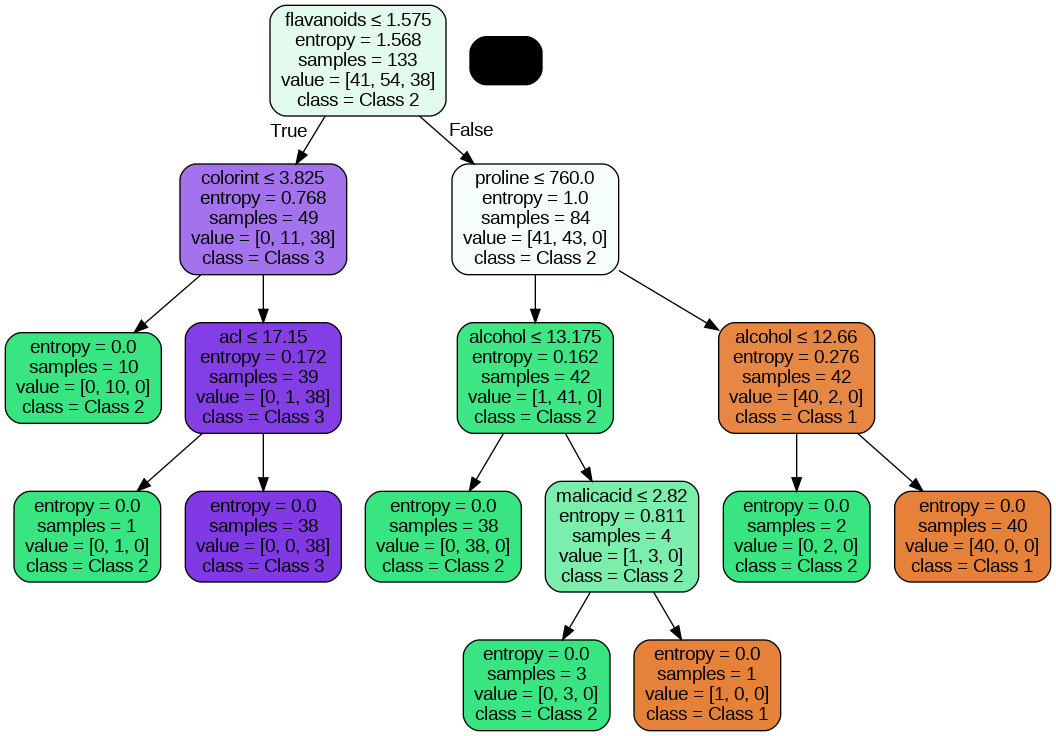 flavanoids ≤ 1.575
entropy = 1.568
samples = 133
value = [41, 54, 38]
class = Class 2
True
False
colorint ≤ 3.825
entropy = 0.768
samples = 49
value = [0, 11, 38]
class = Class 3
proline ≤ 760.0
entropy = 1.0
samples = 84
value = [41, 43, 0]
class = Class 2
entropy = 0.0
samples = 10
value = [0, 10, 0]
class = Class 2
acl ≤ 17.15
entropy = 0.172
samples = 39
value = [0, 1, 38]
class = Class 3
alcohol ≤ 13.175
entropy = 0.162
samples = 42
value = [1, 41, 0]
class = Class 2
alcohol ≤ 12.66
entropy = 0.276
samples = 42
value = [40, 2, 0]
class = Class 1
entropy = 0.0
samples = 1
value = [0, 1, 0]
class = Class 2
entropy = 0.0
samples = 38
value = [0, 0, 38]
class = Class 3
entropy = 0.0
samples = 38
value = [0, 38, 0]
class = Class 2
malicacid ≤ 2.82
entropy = 0.811
samples = 4
value = [1, 3, 0]
class = Class 2
entropy = 0.0
samples = 2
value = [0, 2, 0]
class = Class 2
entropy = 0.0
samples = 40
value = [40, 0, 0]
class = Class 1
entropy = 0.0
samples = 3
value = [0, 3, 0]
class = Class 2
entropy = 0.0
samples = 1
value = [1, 0, 0]
class = Class 1